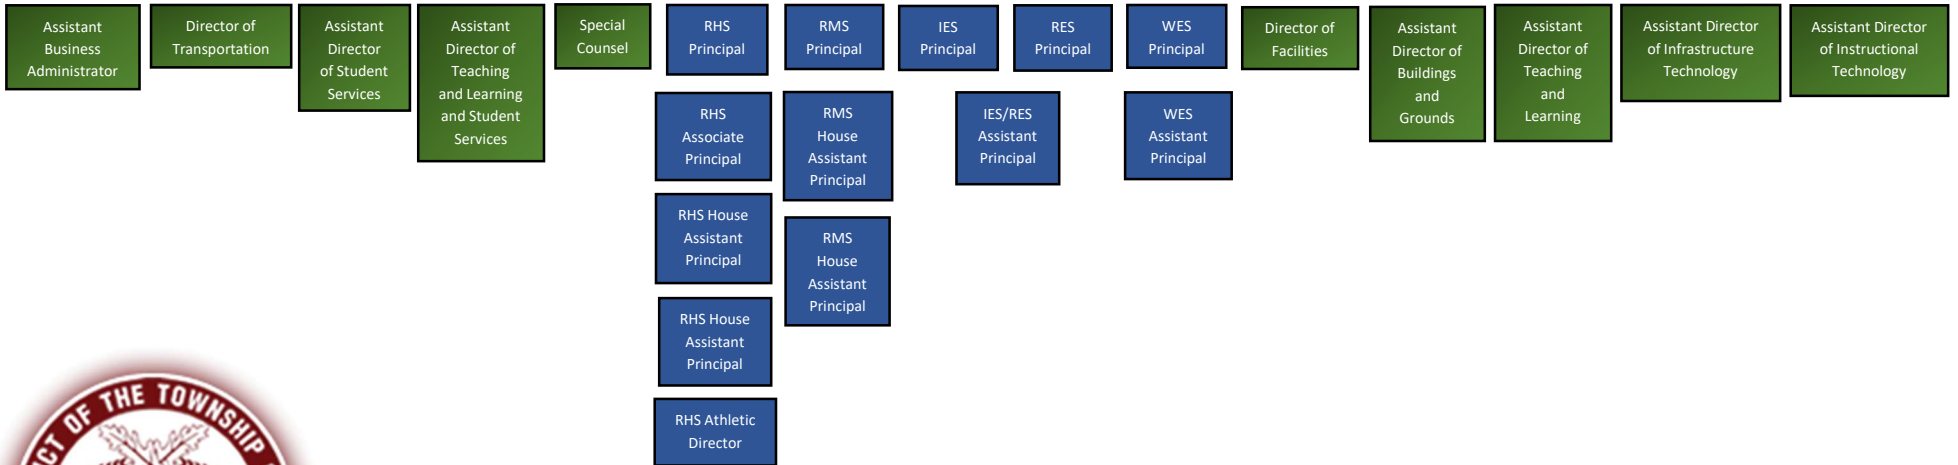 Assistant
Business
Administrator
Director of
Transportation
Assistant
Director
of Student
Services
Assistant
Director of
Teaching
and Learning
and Student
Services
Special
Counsel
RHS
Principal
RMS
Principal
IES
Principal
RES
Principal
WES
Principal
Director of
Facilities
Assistant
Director of
Buildings
and
Grounds
Assistant
Director of
Teaching
and
Learning
Assistant Director
of Infrastructure
Technology
Assistant Director
of Instructional
Technology
RHS
Associate
Principal
RMS
House
Assistant
Principal
IES/RES
Assistant
Principal
WES
Assistant
Principal
RHS House
Assistant
Principal
RMS
House
Assistant
Principal
RHS House
Assistant
Principal
RHS Athletic
Director
OF THE TOWNSHIP